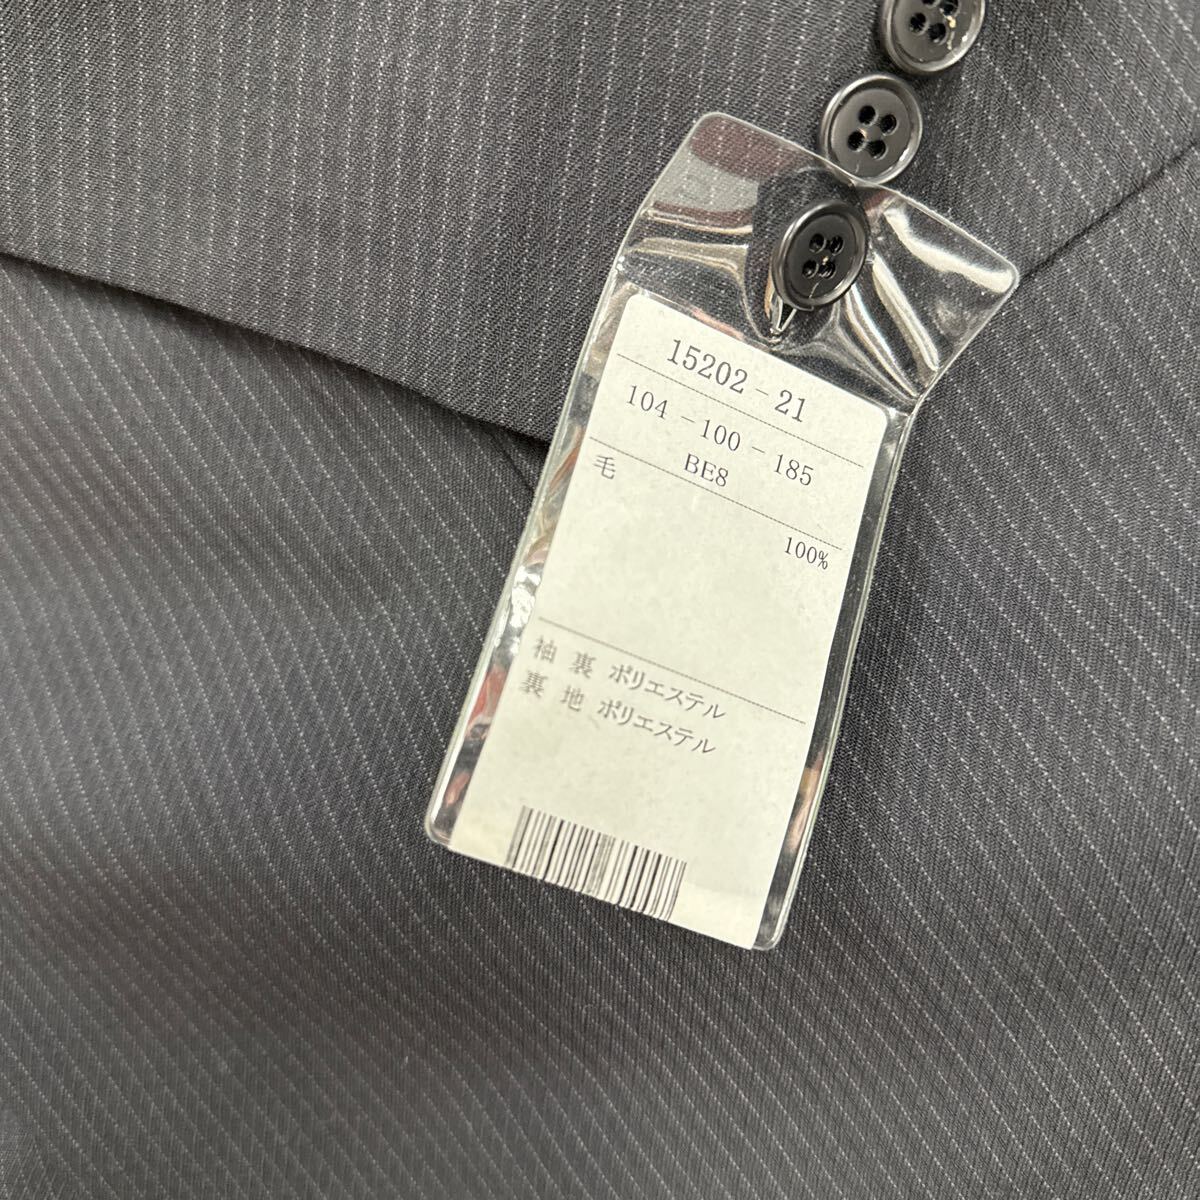 15202－21
104－100－185
BE8
毛 100%
袖 裏 ポリエステル
裏 地 ポリエステル